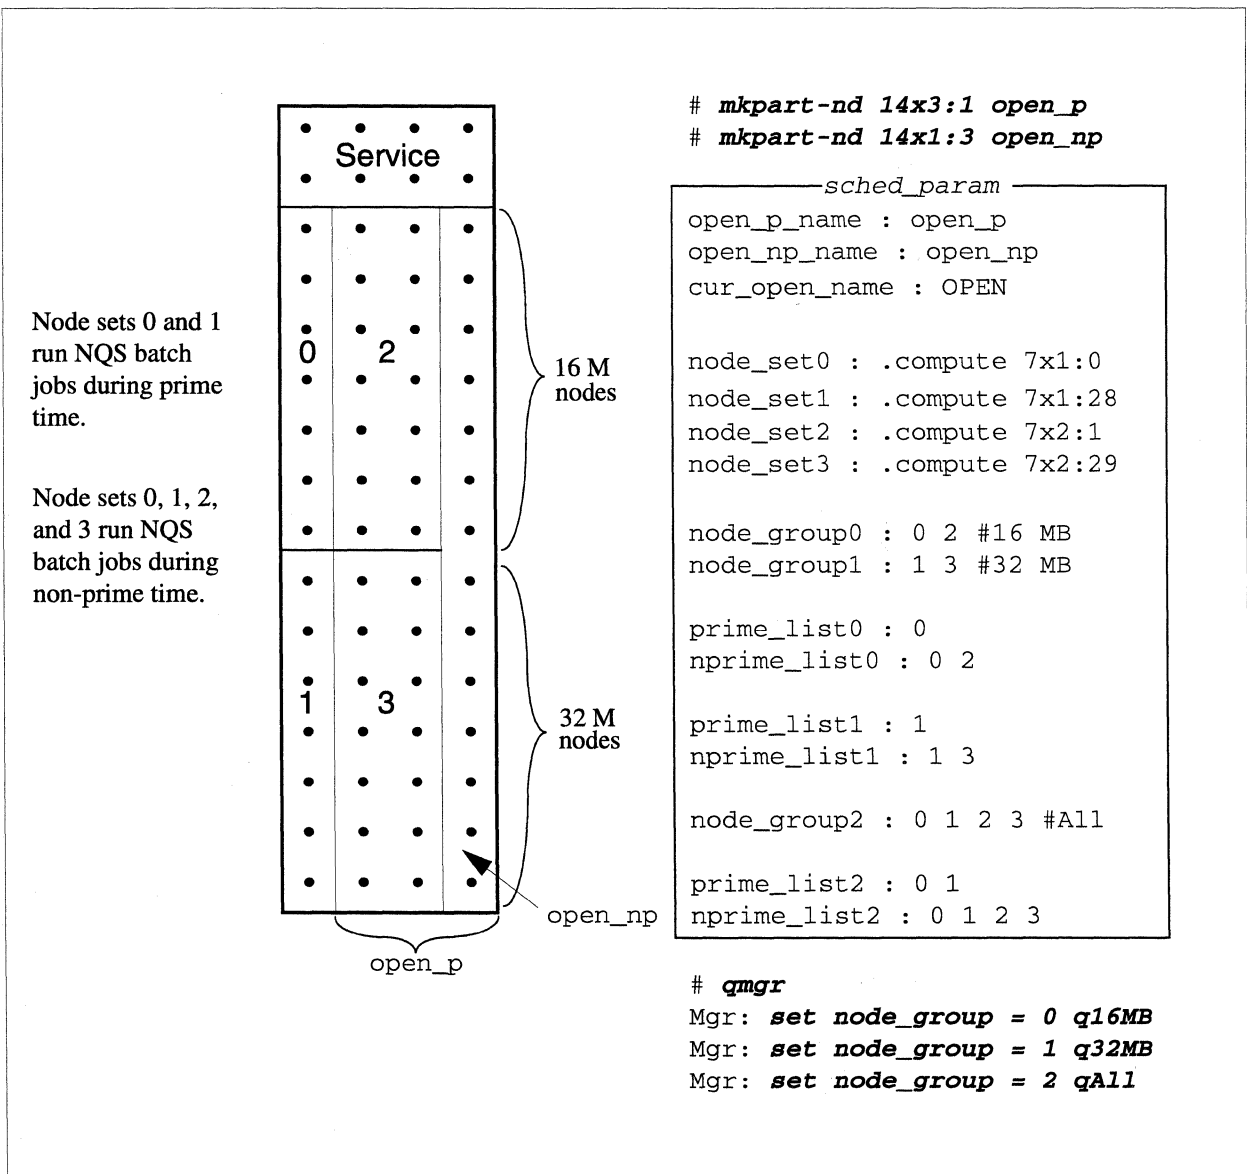 # mkpart-nd 14x3:1 open_p
# mkpart-nd 14x1:3 open_np
Service
0
2
16 M
nodes
1
3
32 M
nodes
open_np
open_p
Node sets 0 and 1
run NQS batch
jobs during prime
time.
Node sets 0, 1, 2,
and 3 run NQS
batch jobs during
non-prime time.
sched_param
open_p_name : open_p
open_np_name : open_np
cur_open_name : OPEN
node_set0 : .compute 7x1:0
node_set1 : .compute 7x1:28
node_set2 : .compute 7x2:1
node_set3 : .compute 7x2:29
node_group0 : 0 2 #16 MB
node_group1 : 1 3 #32 MB
prime_list0 : 0
nprime_list0 : 0 2
prime_list1 : 1
nprime_list1 : 1 3
node_group2 : 0 1 2 3 #All
prime_list2 : 0 1
nprime_list2 : 0 1 2 3
# qmgr
Mgr: set node_group = 0 q16MB
Mgr: set node_group = 1 q32MB
Mgr: set node_group = 2 qAll